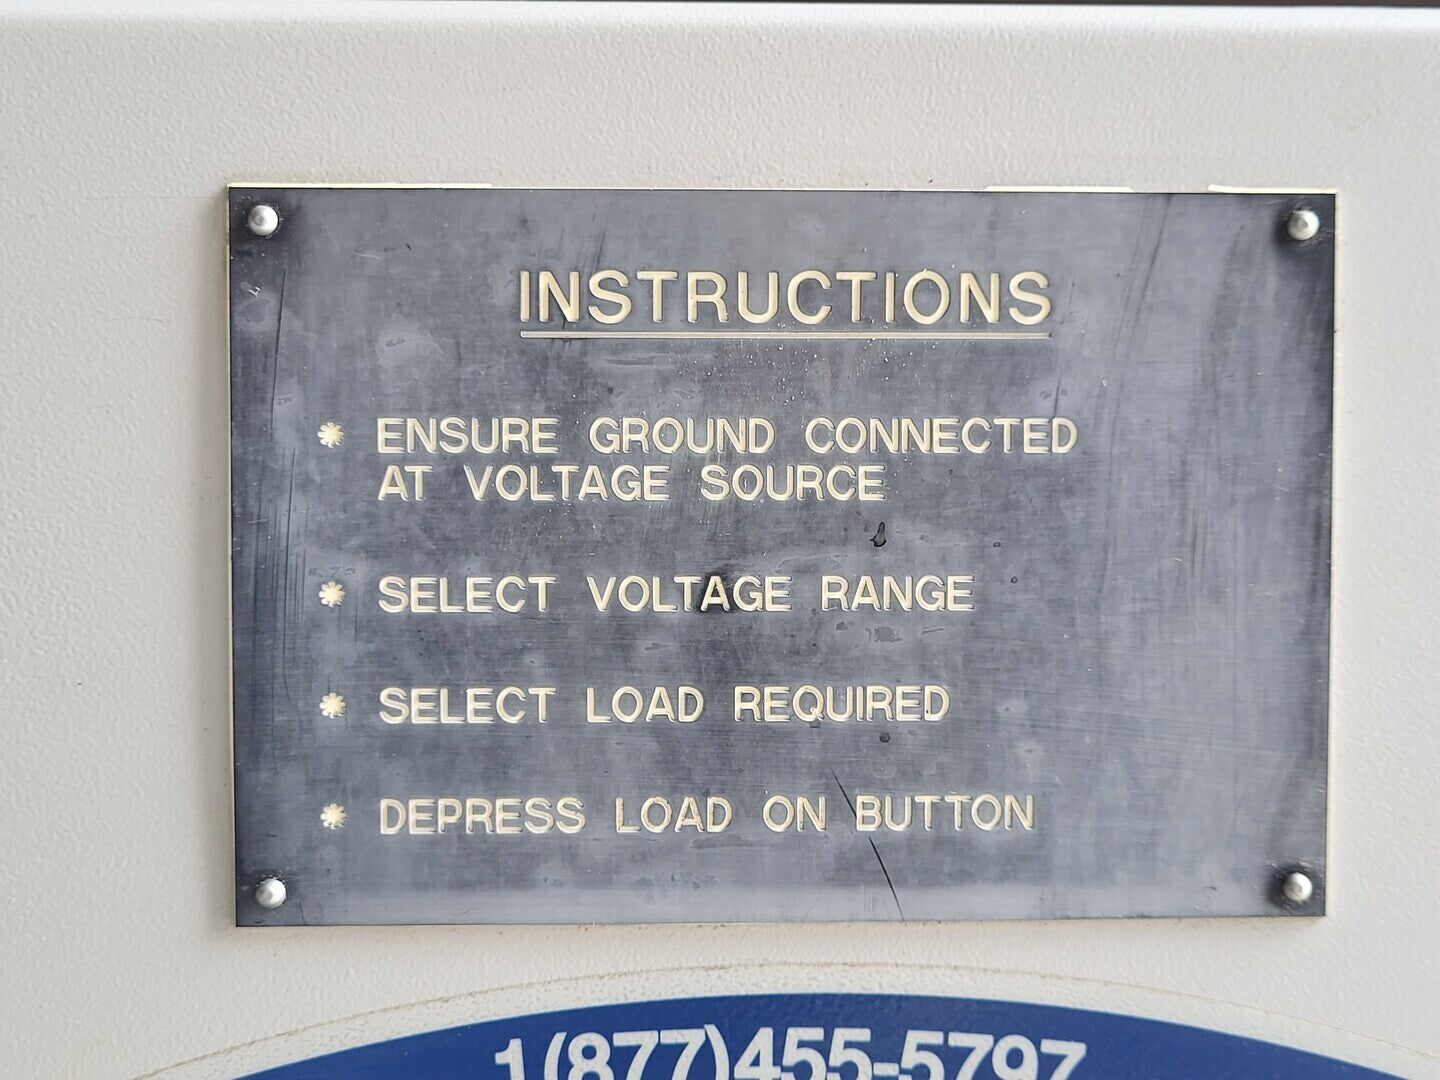 INSTRUCTIONS
* ENSURE GROUND CONNECTED
AT VOLTAGE SOURCE
* SELECT VOLTAGE RANGE
* SELECT LOAD REQUIRED
* DEPRESS LOAD ON BUTTON
1(877)455-5797